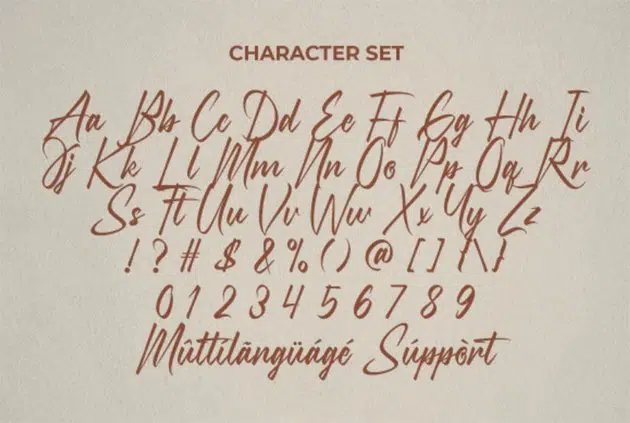 CHARACTER SET
Aa Bb Cc Dd Ee Ff Gg Hh Ii
Jj Kk Ll Mm Nn Oo Pp Qq Rr
Ss Tt Uu Vv Ww Xx Yy Zz
! ? # $ & % ( ) @ [ ] { \ }
0 1 2 3 4 5 6 7 8 9
Mûltílãngüágé Súppòrt